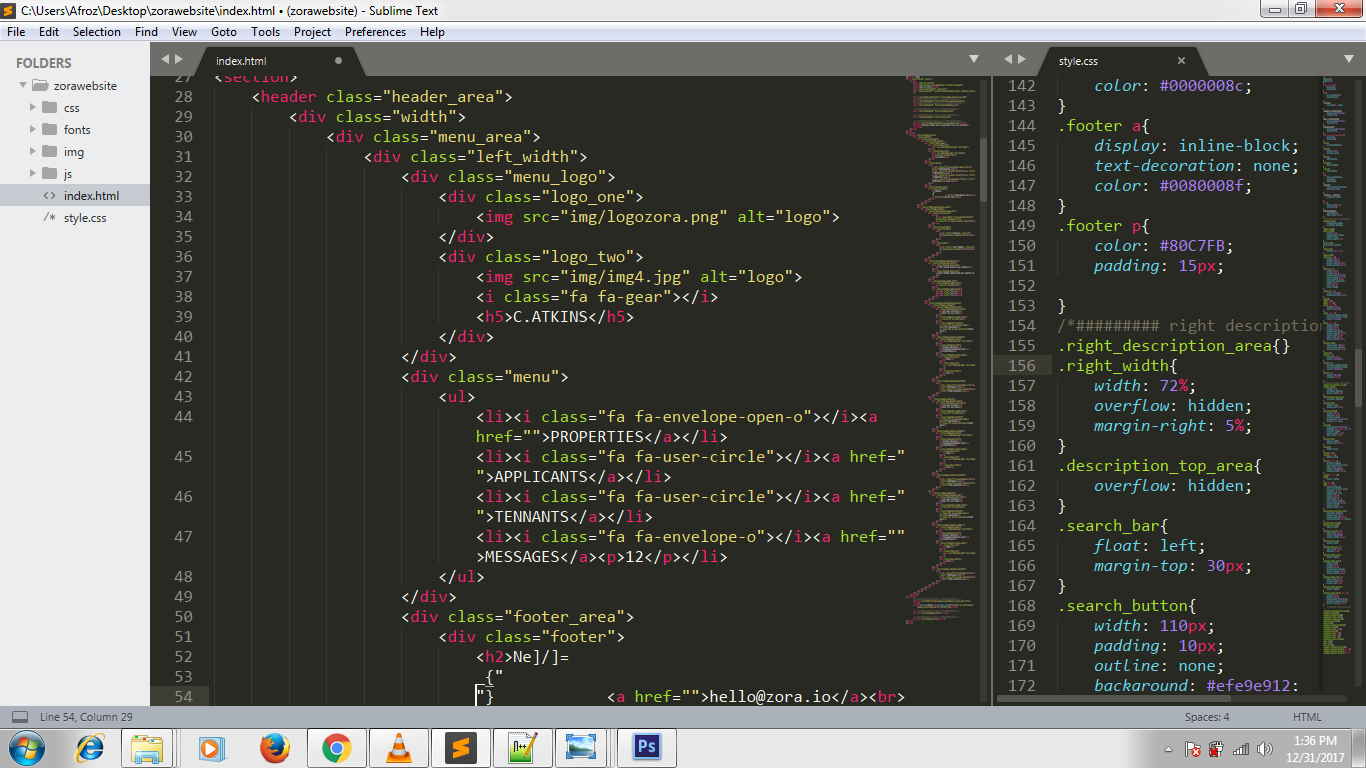 C:\Users\Afroz\Desktop\zorawebsite\index.html • (zorawebsite) - Sublime Text
File Edit Selection Find View Goto Tools Project Preferences Help
FOLDERS
zorawebsite
css
fonts
img
js
index.html
style.css
index.html
27 <section>
28 <header class="header_area">
29 <div class="width">
30 <div class="menu_area">
31 <div class="left_width">
32 <div class="menu_logo">
33 <div class="logo_one">
34 <img src="img/logozora.png" alt="logo">
35 </div>
36 <div class="logo_two">
37 <img src="img/img4.jpg" alt="logo">
38 <i class="fa fa-gear"></i>
39 <h5>C.ATKINS</h5>
40 </div>
41 </div>
42 <div class="menu">
43 <ul>
44 <li><i class="fa fa-envelope-open-o"></i><a
href="">PROPERTIES</a></li>
45 <li><i class="fa fa-user-circle"></i><a href="
">APPLICANTS</a></li>
46 <li><i class="fa fa-user-circle"></i><a href="
">TENNANTS</a></li>
47 <li><i class="fa fa-envelope-o"></i><a href=""
>MESSAGES</a><p>12</p></li>
48 </ul>
49 </div>
50 <div class="footer_area">
51 <div class="footer">
52 <h2>Ne]/]=
53 _{"
54 "} <a href="">hello@zora.io</a><br>
style.css
142 color: #0000008c;
143 }
144 .footer a{
145 display: inline-block;
146 text-decoration: none;
147 color: #0080008f;
148 }
149 .footer p{
150 color: #80C7FB;
151 padding: 15px;
152
153 }
154 /*######### right description
155 .right_description_area{}
156 .right_width{
157 width: 72%;
158 overflow: hidden;
159 margin-right: 5%;
160 }
161 .description_top_area{
162 overflow: hidden;
163 }
164 .search_bar{
165 float: left;
166 margin-top: 30px;
167 }
168 .search_button{
169 width: 110px;
170 padding: 10px;
171 outline: none;
172 background: #efe9e912;
Line 54, Column 29
Spaces: 4
HTML
Ps
1:36 PM
12/31/2017